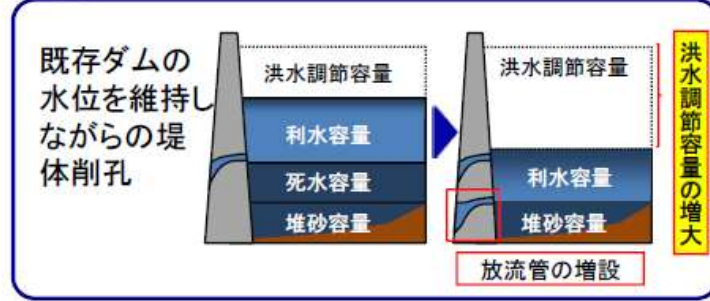 既存ダムの
水位を維持し
ながらの堤
体削孔
洪水調節容量
利水容量
死水容量
堆砂容量
洪水調節容量
利水容量
堆砂容量
放流管の増設
洪水調節容量の増大